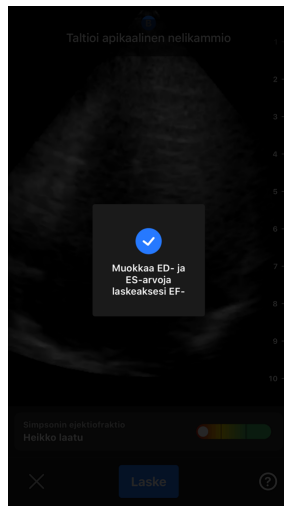 Taltioi apikaalinen nelikammio
2
3
4
5
Muokkaa ED- ja
ES-arvoja
laskeaksesi EF-
6
7
8
9
10
Simpsonin ejektiofraktio
Heikko laatu
Laske
?